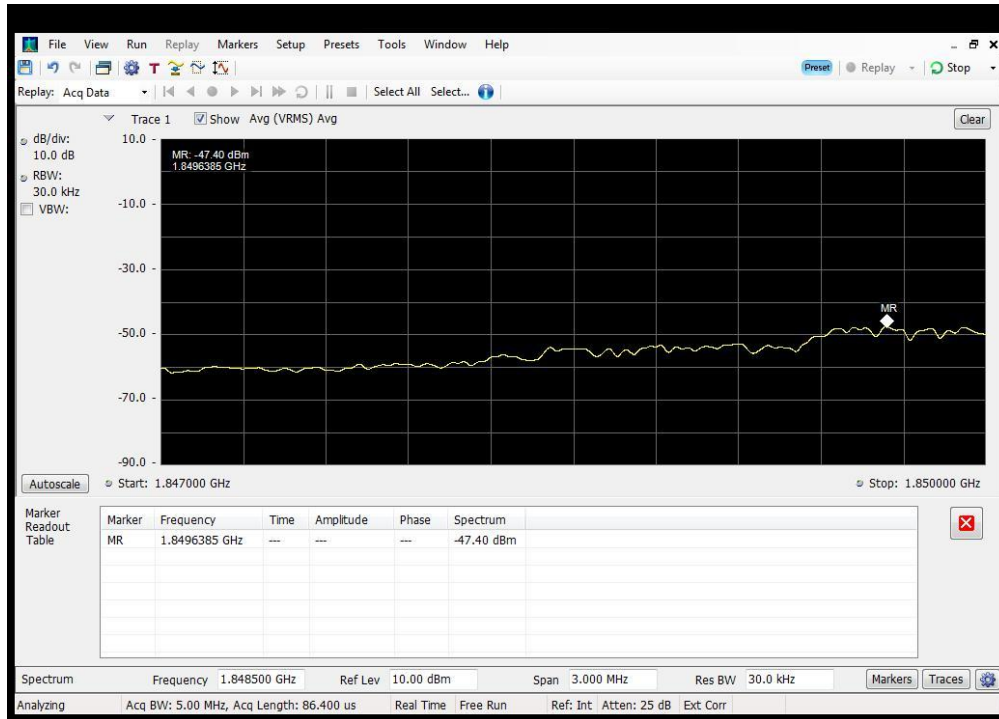 File View Run Replay Markers Setup Presets Tools Window Help
Preset Replay Stop
Replay: Acq Data Select All Select...
Trace 1 Show Avg (VRMS) Avg Clear
dB/div:
10.0 dB
RBW:
30.0 kHz
VBW:
10.0
-10.0
-30.0
-50.0
-70.0
-90.0
MR: -47.40 dBm
1.8496385 GHz
MR
Autoscale Start: 1.847000 GHz Stop: 1.850000 GHz
Marker
Readout
Table
Marker Frequency Time Amplitude Phase Spectrum
MR 1.8496385 GHz --- --- --- -47.40 dBm
Spectrum Frequency 1.848500 GHz Ref Lev 10.00 dBm Span 3.000 MHz Res BW 30.0 kHz Markers Traces
Analyzing Acq BW: 5.00 MHz, Acq Length: 86.400 us Real Time Free Run Ref: Int Atten: 25 dB Ext Corr